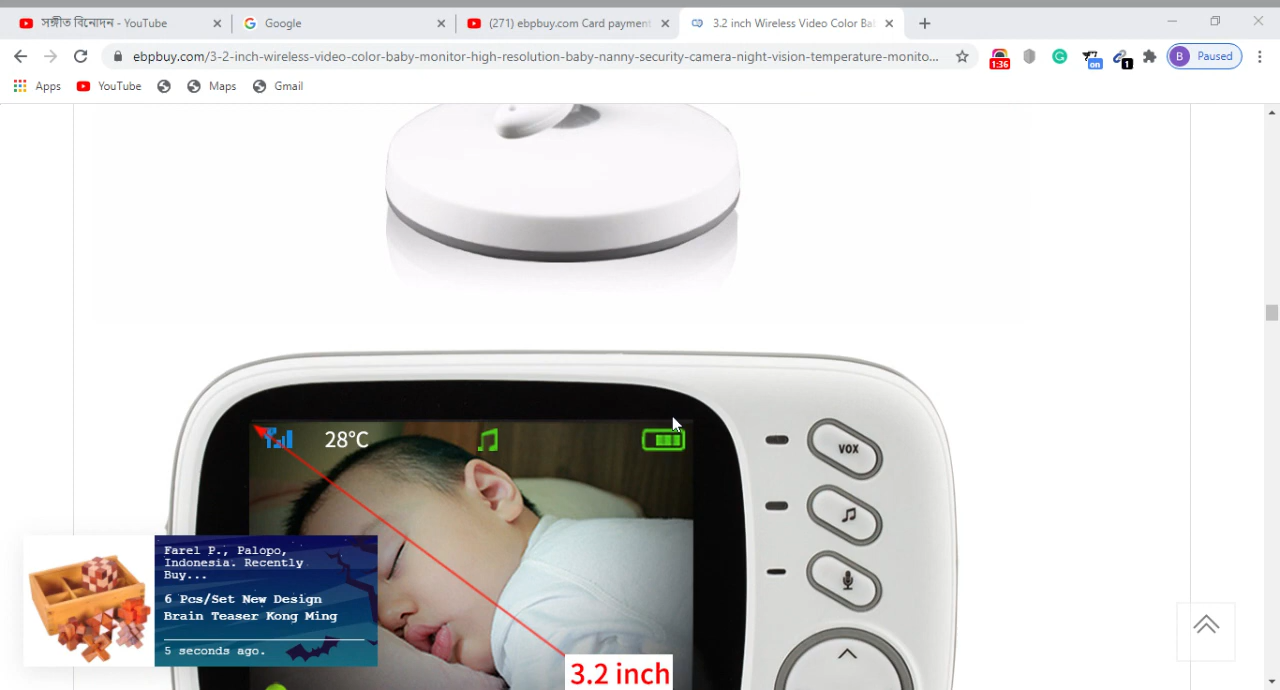 সঙ্গীত বিনোদন - YouTube
Google
(271) ebpbuy.com Card payment
3.2 inch Wireless Video Color Ba
ebpbuy.com/3-2-inch-wireless-video-color-baby-monitor-high-resolution-baby-nanny-security-camera-night-vision-temperature-monito...
1:36
on
1
B
Paused
Apps
YouTube
Maps
Gmail
28°C
VOX
3.2 inch
Farel P., Palopo,
Indonesia. Recently
Buy...
6 Pcs/Set New Design
Brain Teaser Kong Ming
5 seconds ago.